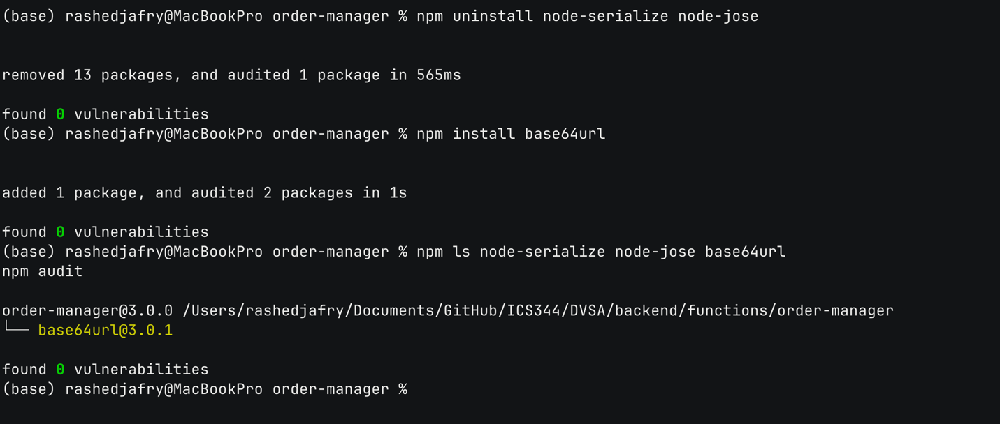 (base) rashedjafry@MacBookPro order-manager % npm uninstall node-serialize node-jose
removed 13 packages, and audited 1 package in 565ms
found 0 vulnerabilities
(base) rashedjafry@MacBookPro order-manager % npm install base64url
added 1 package, and audited 2 packages in 1s
found 0 vulnerabilities
(base) rashedjafry@MacBookPro order-manager % npm ls node-serialize node-jose base64url
npm audit
order-manager@3.0.0 /Users/rashedjafry/Documents/GitHub/ICS344/DVSA/backend/functions/order-manager
└── base64url@3.0.1
found 0 vulnerabilities
(base) rashedjafry@MacBookPro order-manager %